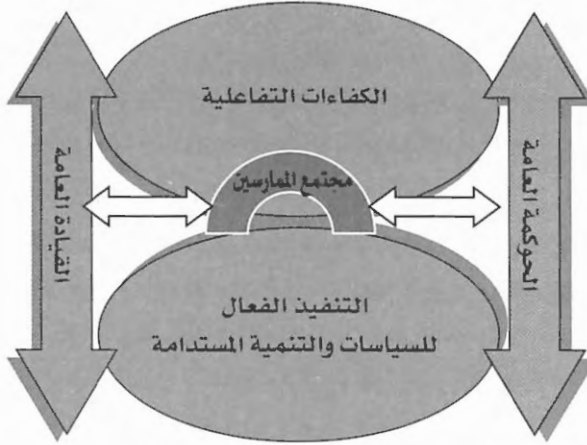 الكفاءات التفاعلية
مجتمع الممارسين
الحوكمة العامة
القيادة العامة
التنفيذ الفعال
للسياسات والتنمية المستدامة